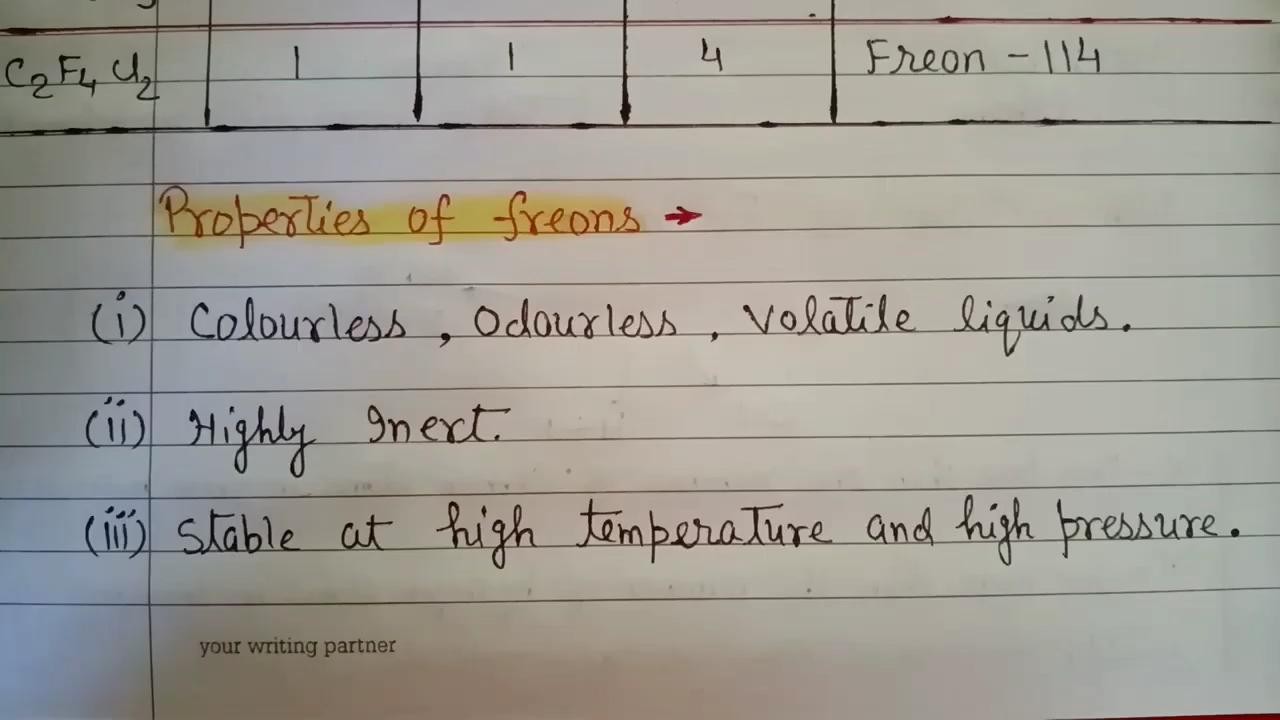 C2F4Cl2 | 1 | 1 | 4 | Freon - 114
Properties of freons →
(i) Colourless, Odourless, Volatile liquids.
(ii) Highly Inert.
(iii) Stable at high temperature and high pressure.
your writing partner